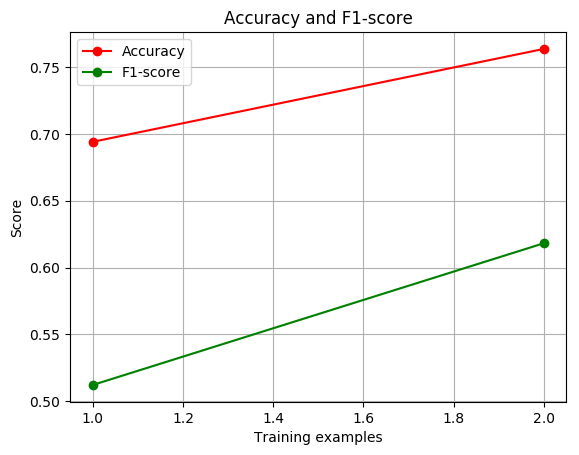 Accuracy and F1-score
Accuracy
F1-score
Score
0.75
0.70
0.65
0.60
0.55
0.50
1.0 1.2 1.4 1.6 1.8 2.0
Training examples